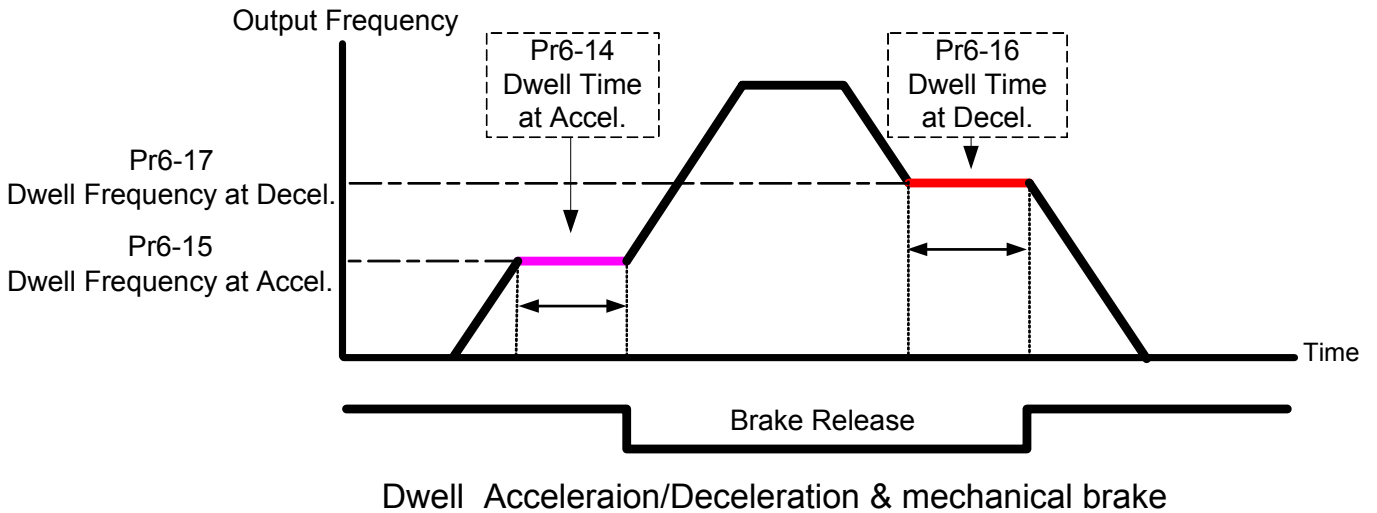 Output Frequency
Pr6-14
Dwell Time
at Accel.
Pr6-16
Dwell Time
at Decel.
Pr6-17
Dwell Frequency at Decel.
Pr6-15
Dwell Frequency at Accel.
Time
Brake Release
Dwell Acceleraion/Deceleration & mechanical brake